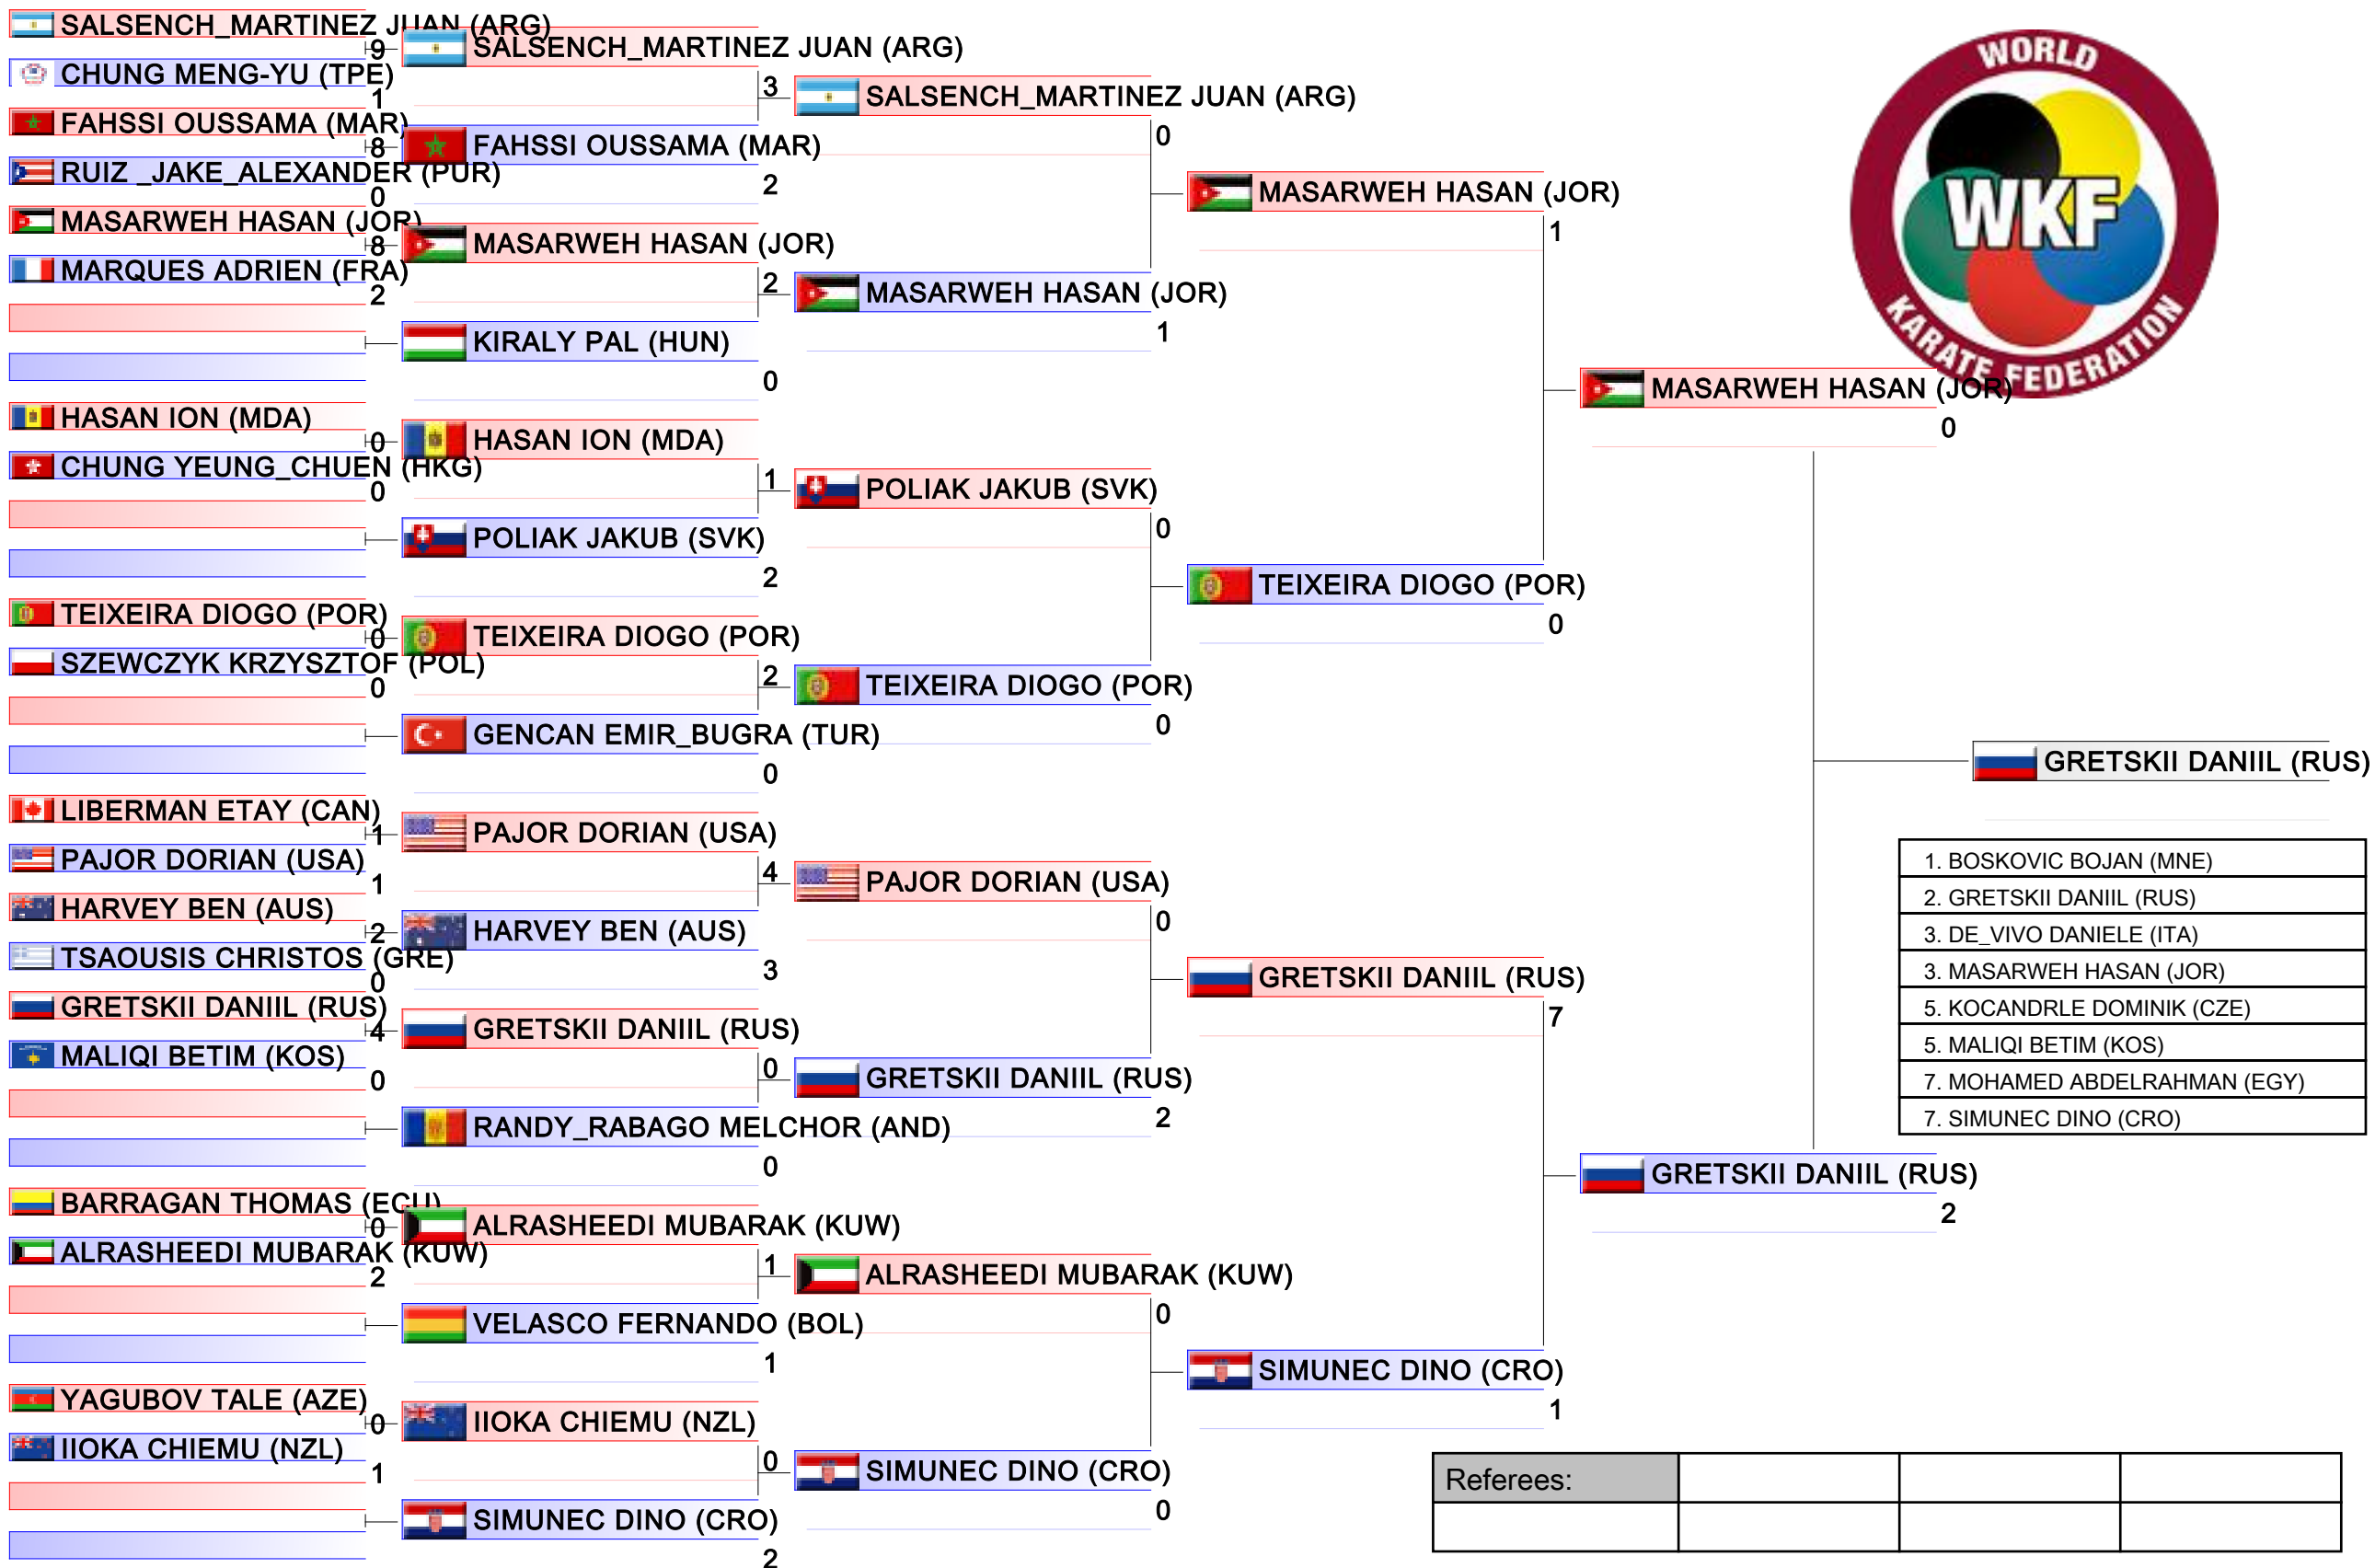 SALSENCH_MARTINEZ JUAN (ARG)
9
CHUNG MENG-YU (TPE)
1
FAHSSI OUSSAMA (MAR)
8
RUIZ _JAKE_ALEXANDER (PUR)
0
MASARWEH HASAN (JOR)
8
MARQUES ADRIEN (FRA)
2
HASAN ION (MDA)
0
CHUNG YEUNG_CHUEN (HKG)
0
TEIXEIRA DIOGO (POR)
0
SZEWCZYK KRZYSZTOF (POL)
0
LIBERMAN ETAY (CAN)
1
PAJOR DORIAN (USA)
1
HARVEY BEN (AUS)
2
TSAOUSIS CHRISTOS (GRE)
0
GRETSKII DANIIL (RUS)
4
MALIQI BETIM (KOS)
0
BARRAGAN THOMAS (ECU)
0
ALRASHEEDI MUBARAK (KUW)
2
YAGUBOV TALE (AZE)
0
IIOKA CHIEMU (NZL)
1
SALSENCH_MARTINEZ JUAN (ARG)
3
FAHSSI OUSSAMA (MAR)
2
MASARWEH HASAN (JOR)
2
KIRALY PAL (HUN)
0
HASAN ION (MDA)
1
POLIAK JAKUB (SVK)
2
TEIXEIRA DIOGO (POR)
2
GENCAN EMIR_BUGRA (TUR)
0
PAJOR DORIAN (USA)
4
HARVEY BEN (AUS)
3
GRETSKII DANIIL (RUS)
0
RANDY_RABAGO MELCHOR (AND)
0
ALRASHEEDI MUBARAK (KUW)
1
VELASCO FERNANDO (BOL)
1
IIOKA CHIEMU (NZL)
0
SIMUNEC DINO (CRO)
2
SALSENCH_MARTINEZ JUAN (ARG)
0
MASARWEH HASAN (JOR)
1
POLIAK JAKUB (SVK)
0
TEIXEIRA DIOGO (POR)
0
PAJOR DORIAN (USA)
0
GRETSKII DANIIL (RUS)
2
ALRASHEEDI MUBARAK (KUW)
0
SIMUNEC DINO (CRO)
0
MASARWEH HASAN (JOR)
1
TEIXEIRA DIOGO (POR)
0
GRETSKII DANIIL (RUS)
7
SIMUNEC DINO (CRO)
1
MASARWEH HASAN (JOR)
0
GRETSKII DANIIL (RUS)
2
WORLD
WKF
KARATE FEDERATION
GRETSKII DANIIL (RUS)
1. BOSKOVIC BOJAN (MNE)
2. GRETSKII DANIIL (RUS)
3. DE_VIVO DANIELE (ITA)
3. MASARWEH HASAN (JOR)
5. KOCANDRLE DOMINIK (CZE)
5. MALIQI BETIM (KOS)
7. MOHAMED ABDELRAHMAN (EGY)
7. SIMUNEC DINO (CRO)
Referees: